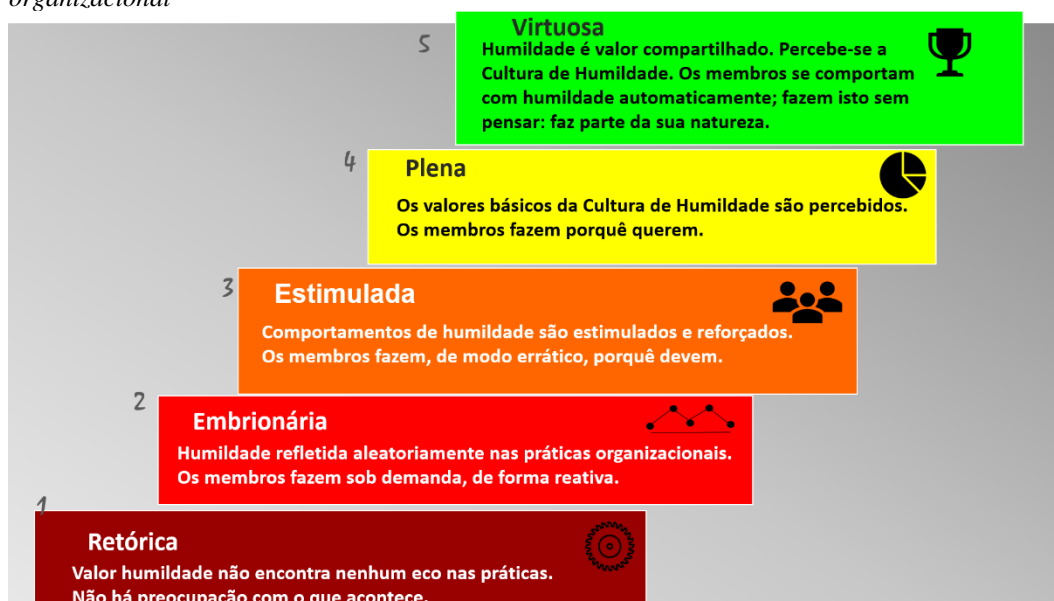 organizacional
5
Virtuosa
Humildade é valor compartilhado. Percebe-se a
Cultura de Humildade. Os membros se comportam
com humildade automaticamente; fazem isto sem
pensar: faz parte da sua natureza.
4
Plena
Os valores básicos da Cultura de Humildade são percebidos.
Os membros fazem porquê querem.
3
Estimulada
Comportamentos de humildade são estimulados e reforçados.
Os membros fazem, de modo errático, porquê devem.
2
Embrionária
Humildade refletida aleatoriamente nas práticas organizacionais.
Os membros fazem sob demanda, de forma reativa.
1
Retórica
Valor humildade não encontra nenhum eco nas práticas.
Não há preocupação com o que acontece.